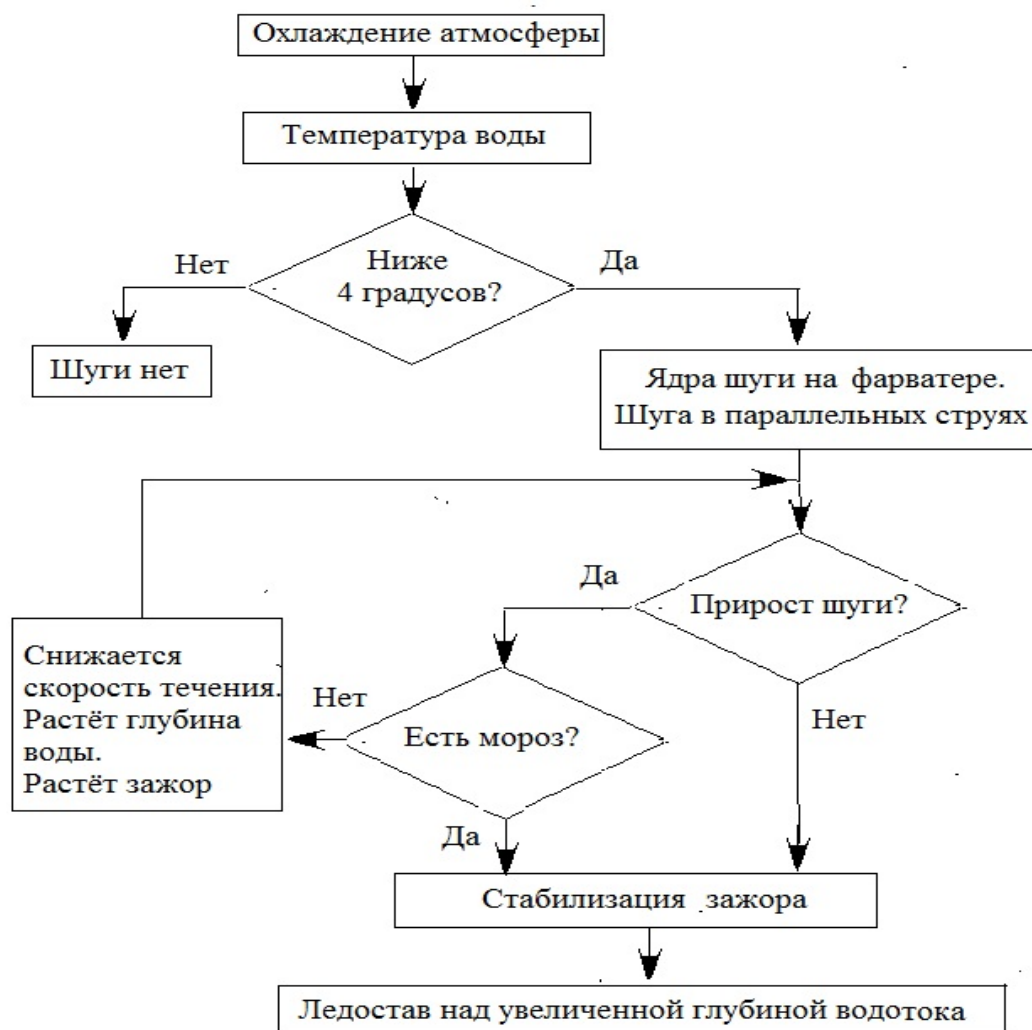 Охлаждение атмосферы
Температура воды
Нет
Ниже
4 градусов?
Да
Шуги нет
Ядра шуги на фарватере.
Шуга в параллельных струях
Да
Прирост шуги?
Снижается
скорость течения.
Растёт глубина
воды.
Растёт зажор
Нет
Есть мороз?
Нет
Да
Стабилизация зажора
Ледостав над увеличенной глубиной водотока